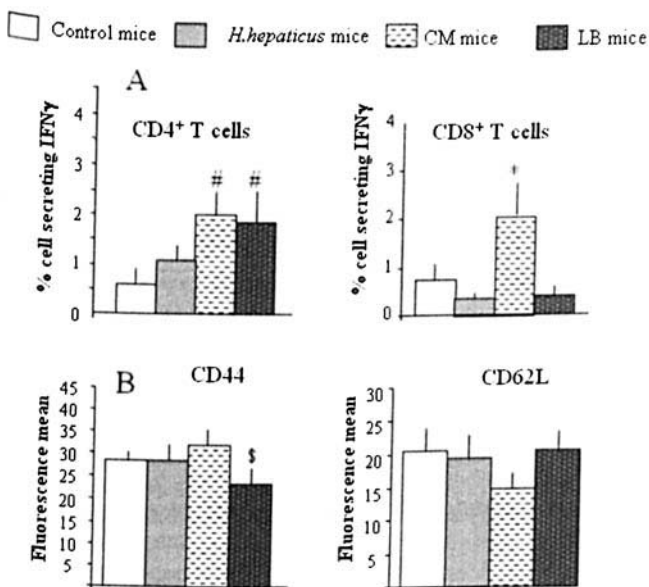 Control mice H.hepaticus mice CM mice LB mice
A
% cell secreting IFNγ
4
3
2
1
0
CD4+ T cells
# #
% cell secreting IFNγ
4
3
2
1
0
CD8+ T cells
*
B
Fluorescence mean
45
40
35
30
25
20
15
10
5
CD44
$
Fluorescence mean
30
25
20
15
10
5
CD62L